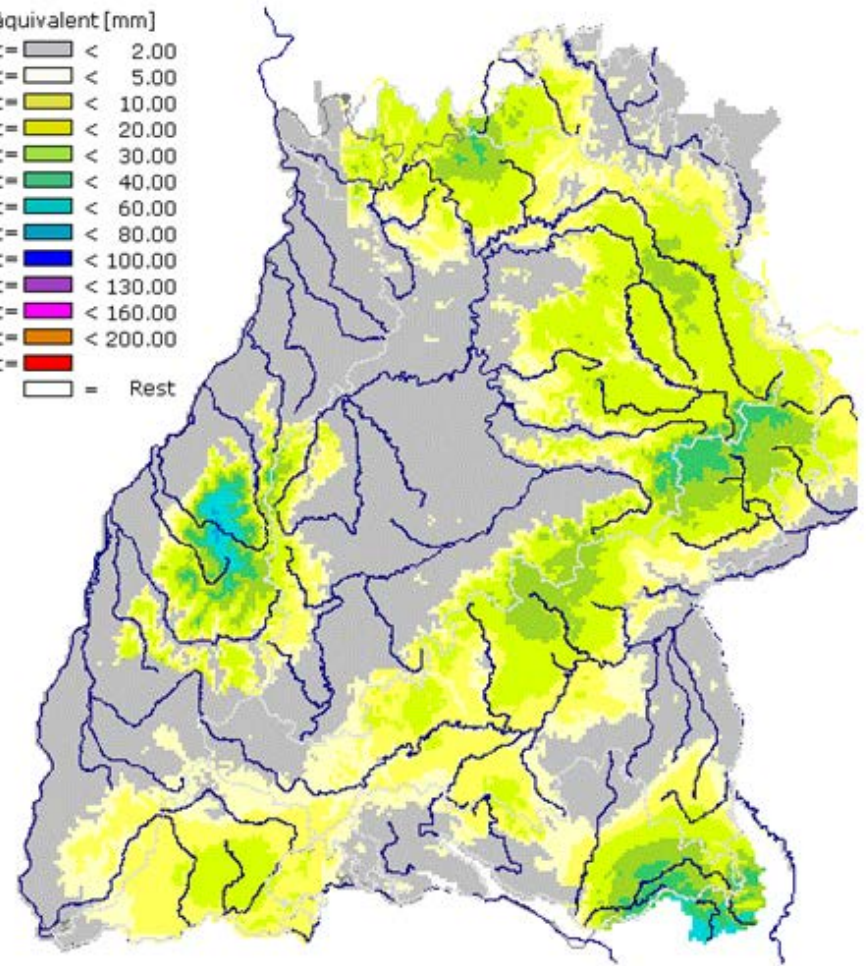 äquivalent [mm]
<= < 2.00
<= < 5.00
<= < 10.00
<= < 20.00
<= < 30.00
<= < 40.00
<= < 60.00
<= < 80.00
<= < 100.00
<= < 130.00
<= < 160.00
<= < 200.00
<=
= Rest